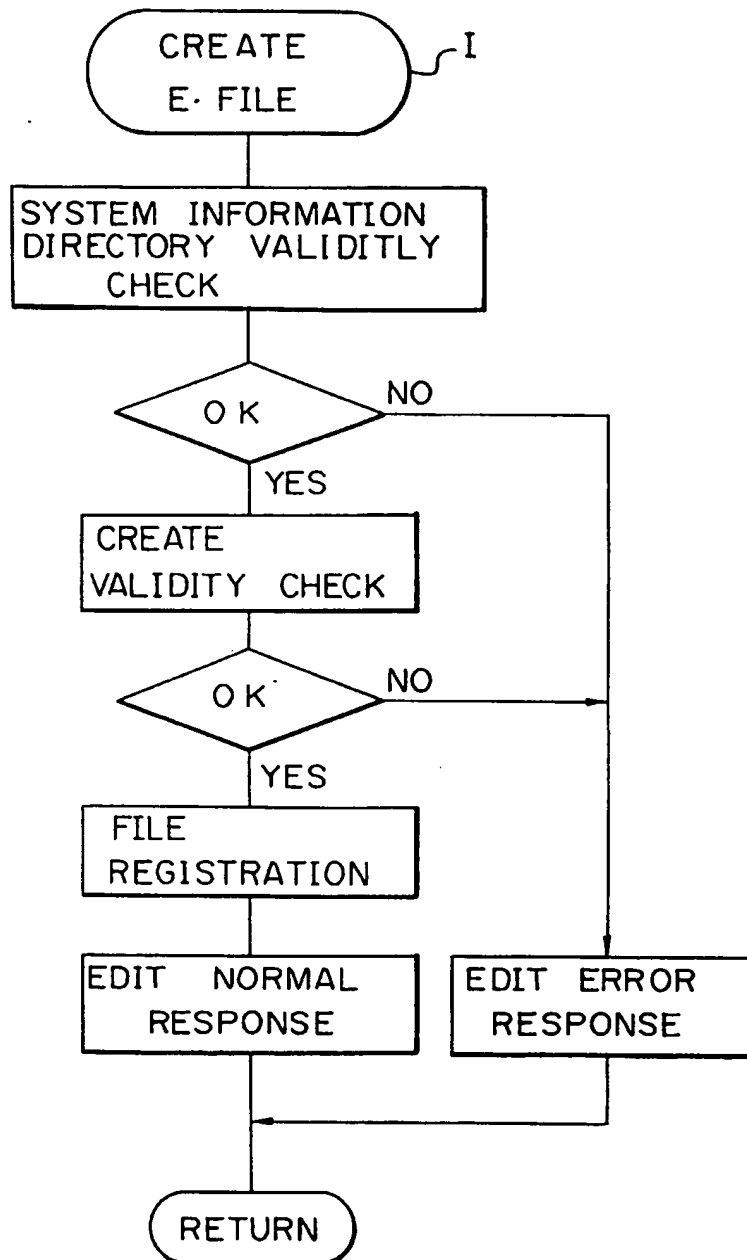 CREATE
E. FILE
I
SYSTEM INFORMATION
DIRECTORY VALIDITLY
CHECK
OK
NO
YES
CREATE
VALIDITY CHECK
OK
NO
YES
FILE
REGISTRATION
EDIT NORMAL
RESPONSE
EDIT ERROR
RESPONSE
RETURN